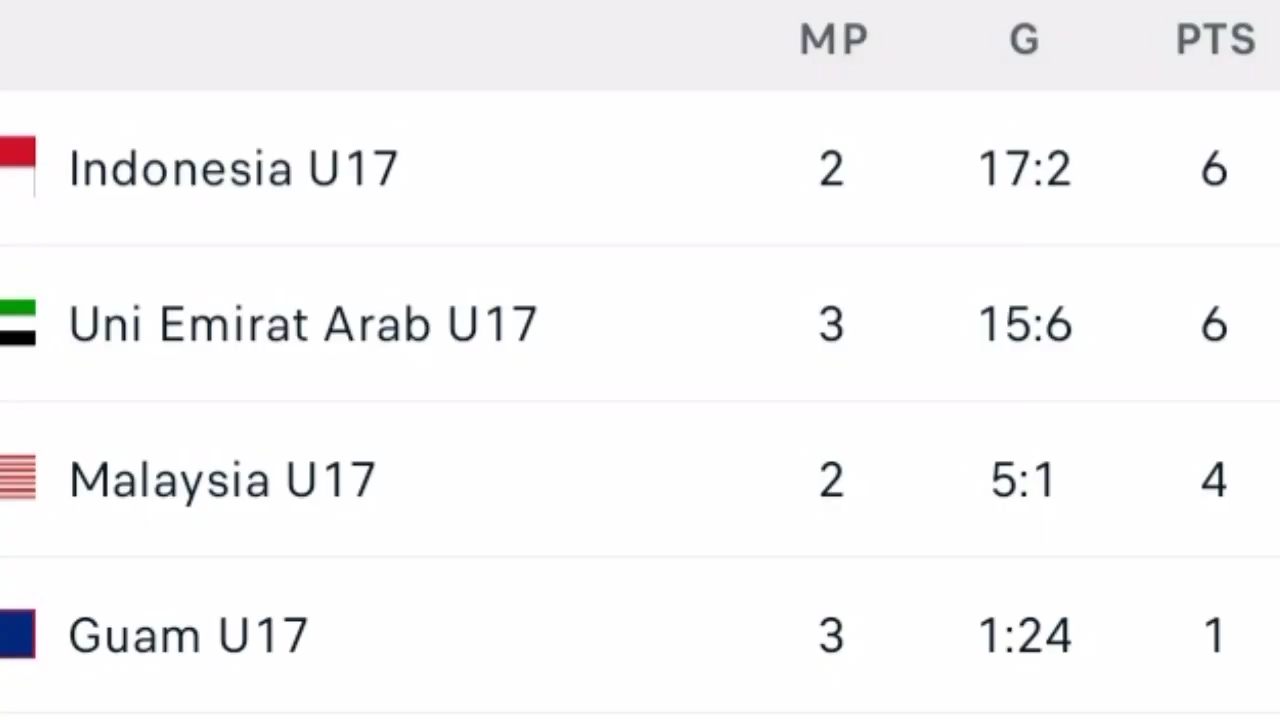 MP G PTS
Indonesia U17 2 17:2 6
Uni Emirat Arab U17 3 15:6 6
Malaysia U17 2 5:1 4
Guam U17 3 1:24 1